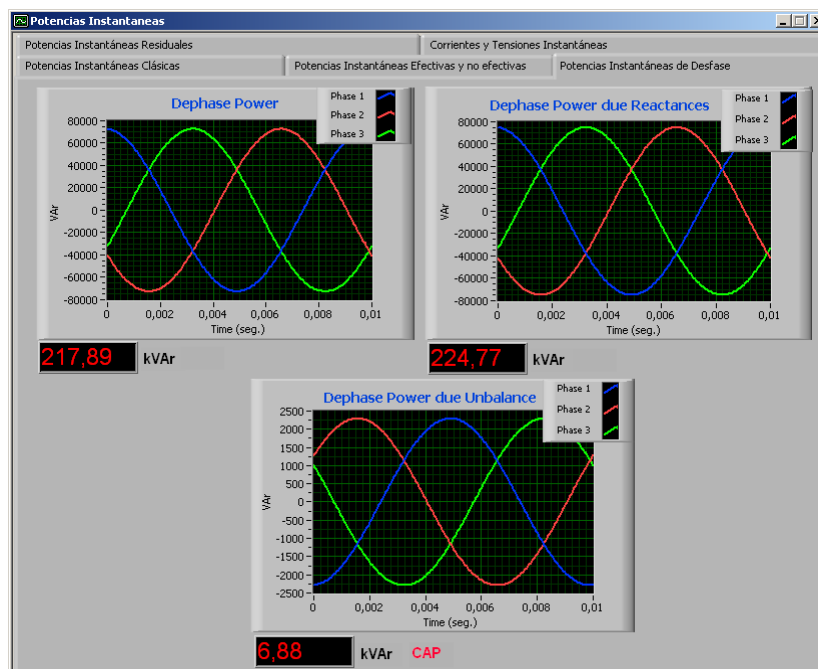 Potencias Instantaneas
Potencias Instantáneas Residuales
Corrientes y Tensiones Instantáneas
Potencias Instantáneas Clásicas
Potencias Instantáneas Efectivas y no efectivas
Potencias Instantáneas de Desfase
Dephase Power
Phase 1
Phase 2
Phase 3
80000
60000
40000
20000
0
-20000
-40000
-60000
-80000
VAr
0
0,002
0,004
0,006
0,008
0,01
Time (seg.)
217,89 kVAr
Dephase Power due Reactances
Phase 1
Phase 2
Phase 3
80000
60000
40000
20000
0
-20000
-40000
-60000
-80000
VAr
0
0,002
0,004
0,006
0,008
0,01
Time (seg.)
224,77 kVAr
Dephase Power due Unbalance
Phase 1
Phase 2
Phase 3
2500
2000
1500
1000
500
0
-500
-1000
-1500
-2000
-2500
VAr
0
0,002
0,004
0,006
0,008
0,01
Time (seg.)
6,88 kVAr CAP